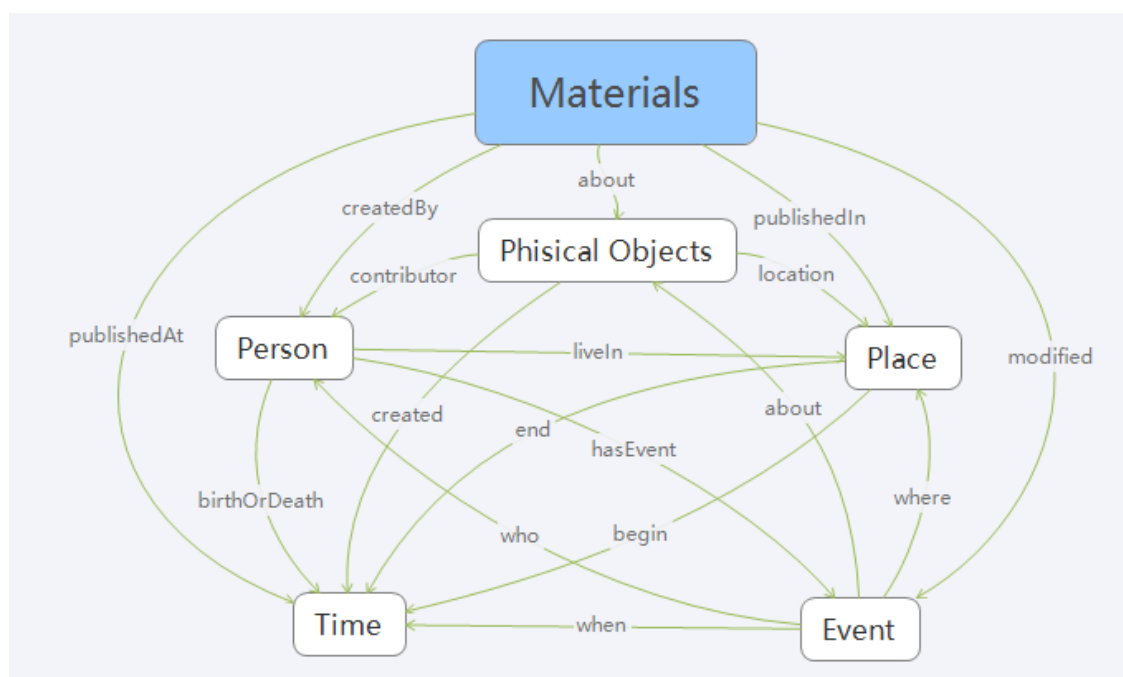 Materials
about
createdBy
publishedIn
Phisical Objects
contributor
location
publishedAt
Person
liveIn
Place
modified
created
about
end
hasEvent
birthOrDeath
where
who
begin
Time
when
Event